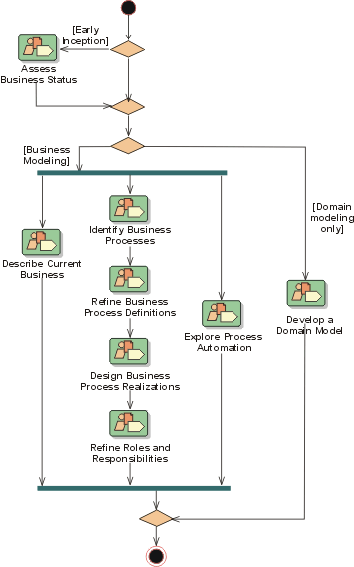 [Early
Inception]
Assess
Business Status
[Business
Modeling]
[Domain
modeling
only]
Identify Business
Processes
Describe Current
Business
Refine Business
Process Definitions
Explore Process
Automation
Develop a
Domain Model
Design Business
Process Realizations
Refine Roles and
Responsibilities